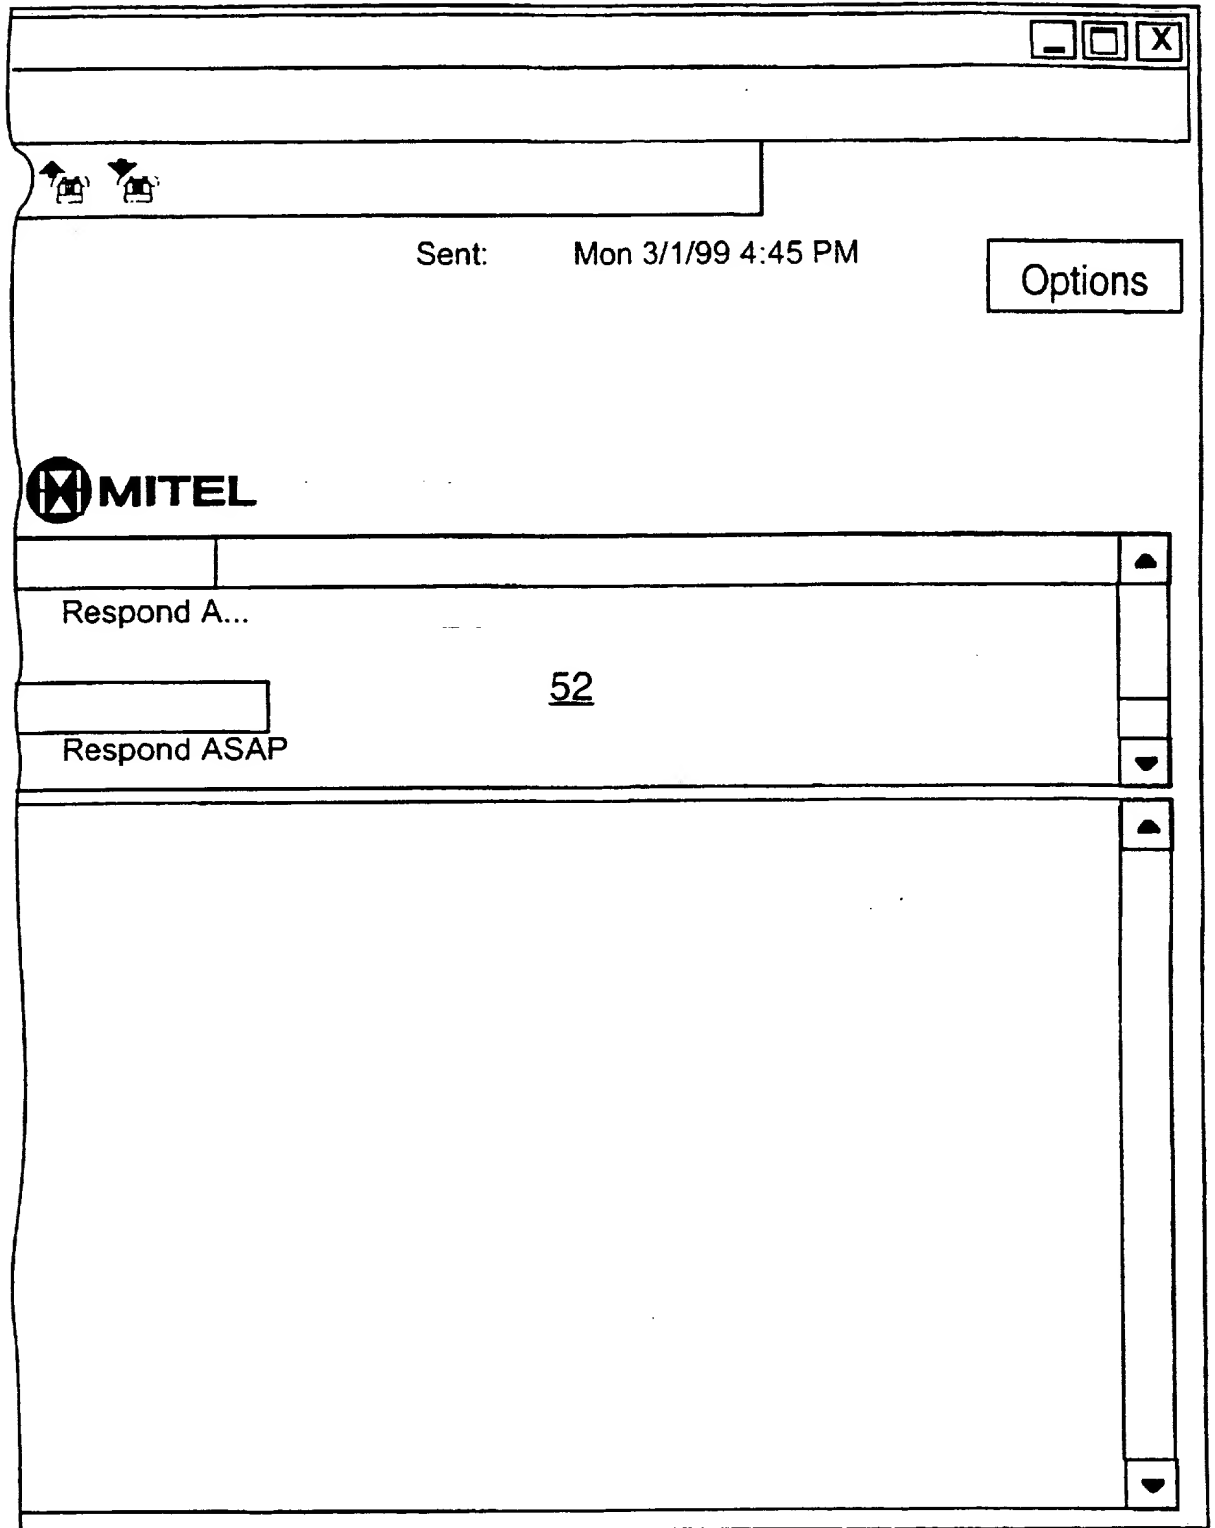 X
Sent: Mon 3/1/99 4:45 PM
Options
MITEL
Respond A...
52
Respond ASAP